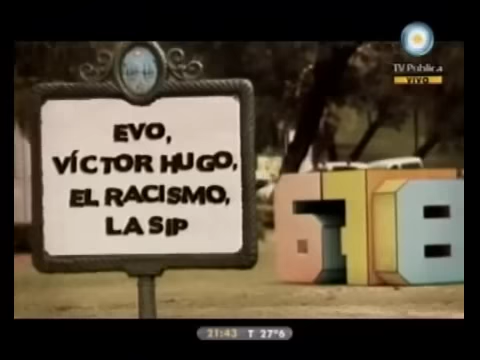 TV Pública
VIVO
EVO,
VÍCTOR HUGO,
EL RACISMO,
LA SIP
678
21:43 T 27°6